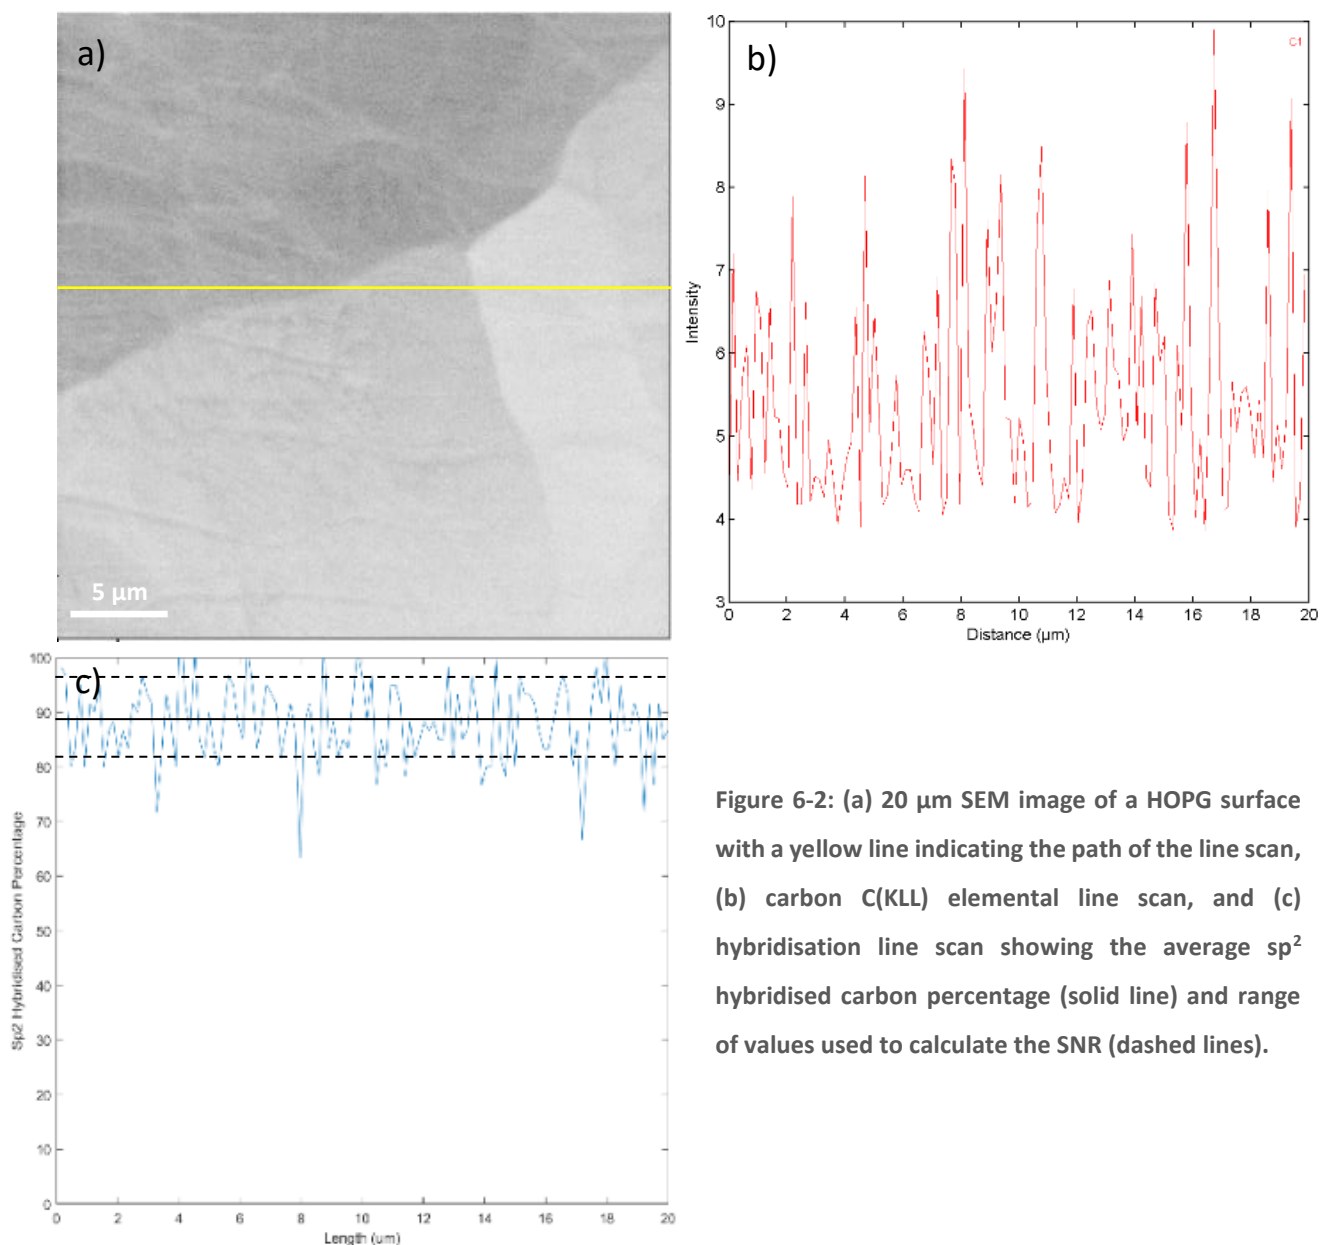 a)
5 µm
b)
C1
10
9
8
7
6
5
4
3
Intensity
0 2 4 6 8 10 12 14 16 18 20
Distance (µm)
c)
100
90
80
70
60
50
40
30
20
10
0
Sp2 Hybridised Carbon Percentage
0 2 4 6 8 10 12 14 16 18 20
Length (um)
Figure 6-2: (a) 20 µm SEM image of a HOPG surface
with a yellow line indicating the path of the line scan,
(b) carbon C(KLL) elemental line scan, and (c)
hybridisation line scan showing the average sp²
hybridised carbon percentage (solid line) and range
of values used to calculate the SNR (dashed lines).